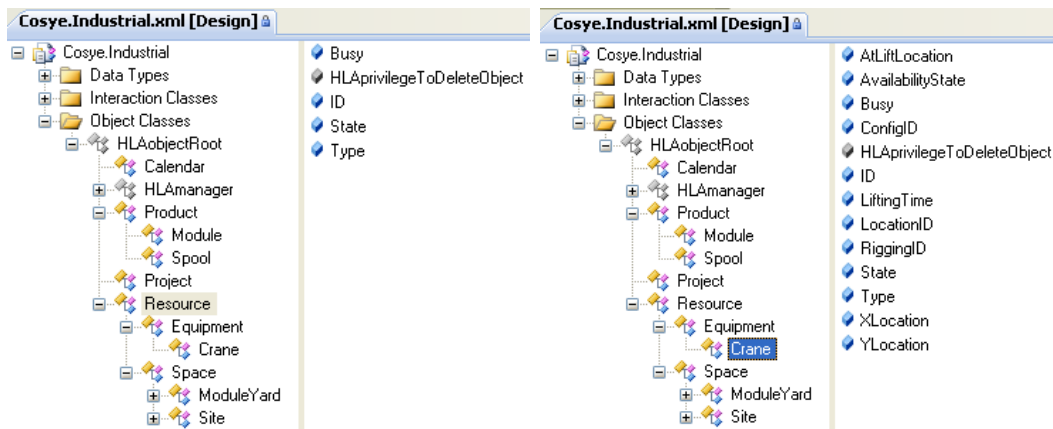 Cosye.Industrial.xml [Design]
Cosye.Industrial
Data Types
Interaction Classes
Object Classes
HLAobjectRoot
Calendar
HLAmanager
Product
Module
Spool
Project
Resource
Equipment
Crane
Space
ModuleYard
Site
Busy
HLAprivilegeToDeleteObject
ID
State
Type
Cosye.Industrial.xml [Design]
Cosye.Industrial
Data Types
Interaction Classes
Object Classes
HLAobjectRoot
Calendar
HLAmanager
Product
Module
Spool
Project
Resource
Equipment
Crane
Space
ModuleYard
Site
AtLiftLocation
AvailabilityState
Busy
ConfigID
HLAprivilegeToDeleteObject
ID
LiftingTime
LocationID
RiggingID
State
Type
XLocation
YLocation